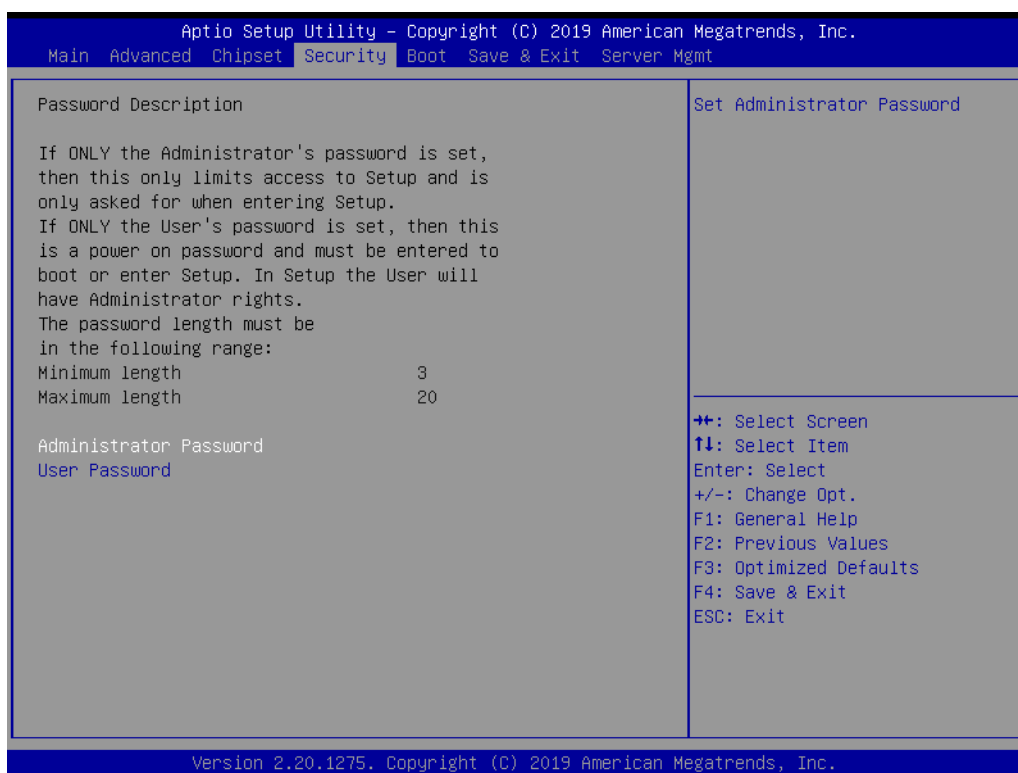 Aptio Setup Utility – Copyright (C) 2019 American Megatrends, Inc.
Main Advanced Chipset Security Boot Save & Exit Server Mgmt
Password Description
If ONLY the Administrator's password is set,
then this only limits access to Setup and is
only asked for when entering Setup.
If ONLY the User's password is set, then this
is a power on password and must be entered to
boot or enter Setup. In Setup the User will
have Administrator rights.
The password length must be
in the following range:
Minimum length 3
Maximum length 20
Administrator Password
User Password
Set Administrator Password
→←: Select Screen
↑↓: Select Item
Enter: Select
+/-: Change Opt.
F1: General Help
F2: Previous Values
F3: Optimized Defaults
F4: Save & Exit
ESC: Exit
Version 2.20.1275. Copyright (C) 2019 American Megatrends, Inc.